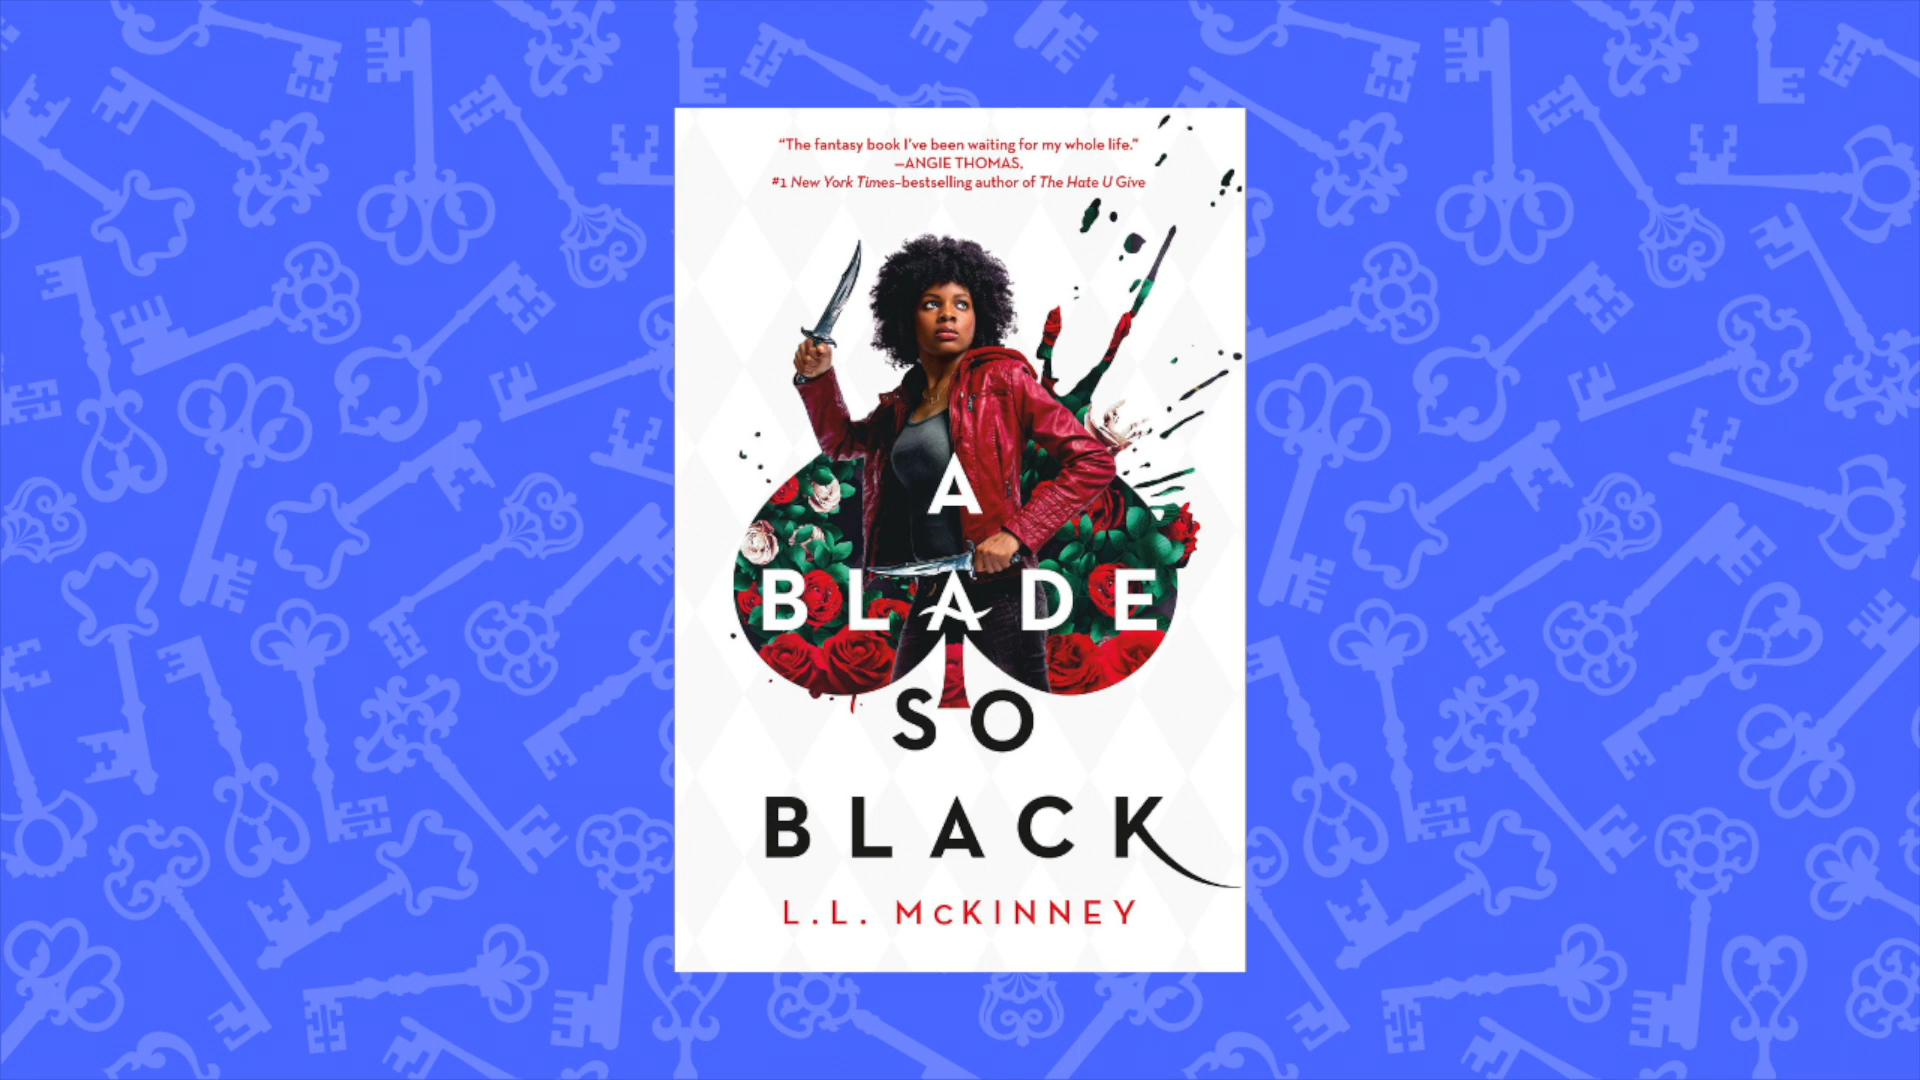 “The fantasy book I’ve been waiting for my whole life.”
—ANGIE THOMAS,
#1 New York Times–bestselling author of The Hate U Give
A
BLADE
SO
BLACK
L.L. McKINNEY